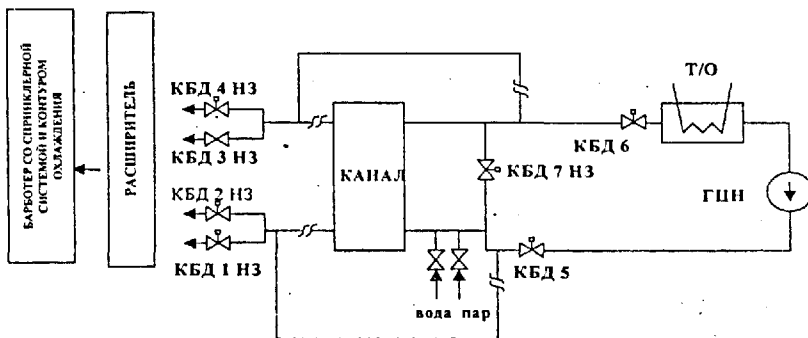 БАРБОТЕР СО СПРИНКЛЕРНОЙ
СИСТЕМОЙ И КОНТУРОМ
ОХЛАЖДЕНИЯ
РАСШИРИТЕЛЬ
КБД 4 НЗ
КБД 3 НЗ
КБД 2 НЗ
КБД 1 НЗ
КАНАЛ
КБД 7 НЗ
вода пар
КБД 6
КБД 5
Т/О
ГЦН